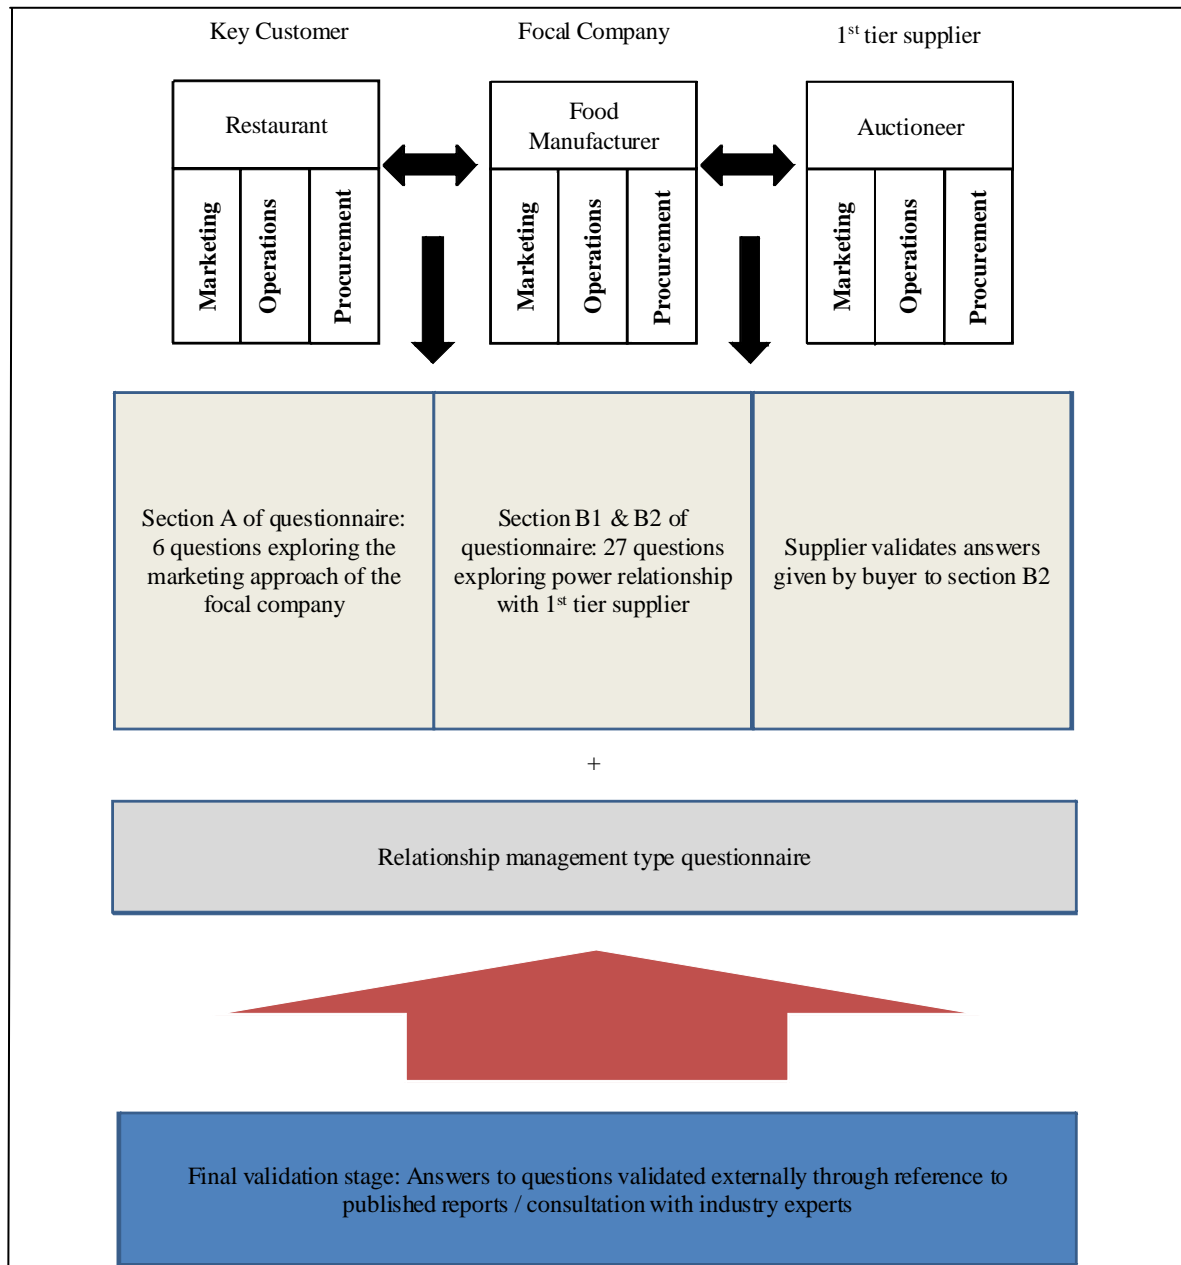 Key Customer
Focal Company
1st tier supplier
Restaurant
Food
Manufacturer
Auctioneer
Marketing
Operations
Procurement
Marketing
Operations
Procurement
Marketing
Operations
Procurement
Section A of questionnaire:
6 questions exploring the
marketing approach of the
focal company
Section B1 & B2 of
questionnaire: 27 questions
exploring power relationship
with 1st tier supplier
Supplier validates answers
given by buyer to section B2
+
Relationship management type questionnaire
Final validation stage: Answers to questions validated externally through reference to
published reports / consultation with industry experts